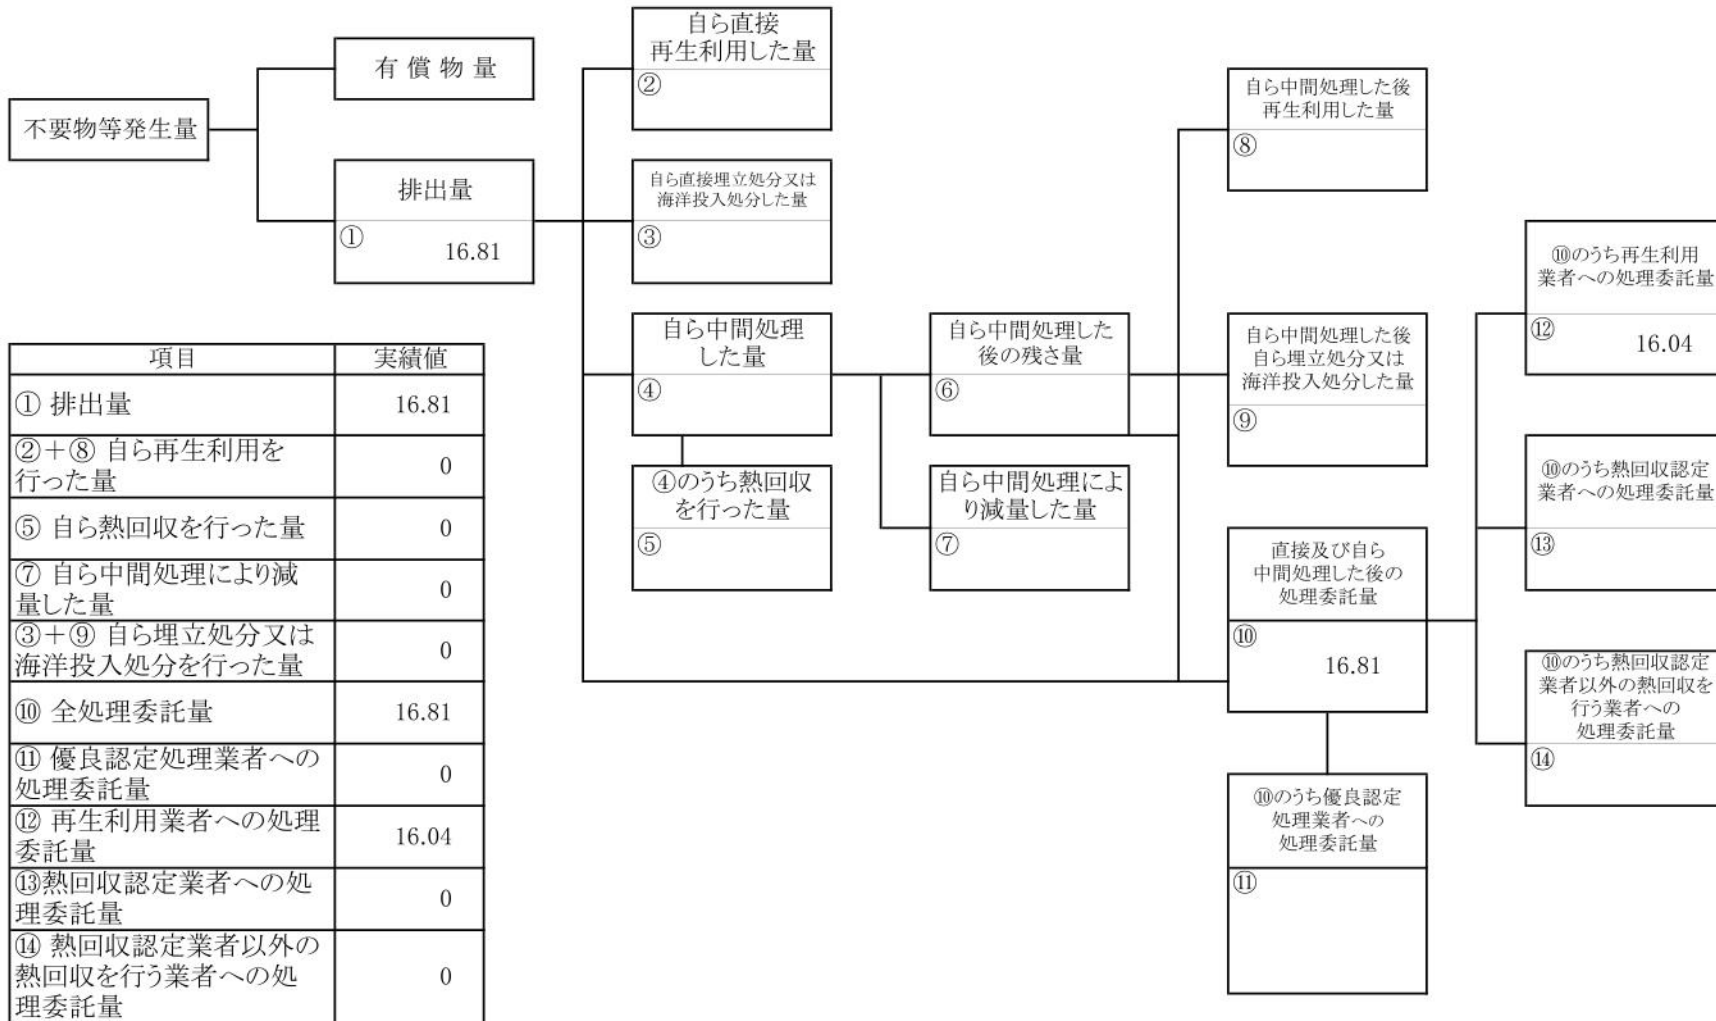 不要物等発生量
有 償 物 量
排出量
①
16.81
自ら直接
再生利用した量
②
自ら直接埋立処分又は
海洋投入処分した量
③
自ら中間処理
した量
④
④のうち熱回収
を行った量
⑤
自ら中間処理した
後の残さ量
⑥
自ら中間処理によ
り減量した量
⑦
自ら中間処理した後
再生利用した量
⑧
自ら中間処理した後
自ら埋立処分又は
海洋投入処分した量
⑨
直接及び自ら
中間処理した後の
処理委託量
⑩
16.81
⑩のうち優良認定
処理業者への
処理委託量
⑪
⑩のうち再生利用
業者への処理委託量
⑫
16.04
⑩のうち熱回収認定
業者への処理委託量
⑬
⑩のうち熱回収認定
業者以外の熱回収を
行う業者への
処理委託量
⑭
項目 実績値
① 排出量 16.81
②+⑧ 自ら再生利用を
行った量 0
⑤ 自ら熱回収を行った量 0
⑦ 自ら中間処理により減
量した量 0
③+⑨ 自ら埋立処分又は
海洋投入処分を行った量 0
⑩ 全処理委託量 16.81
⑪ 優良認定処理業者への
処理委託量 0
⑫ 再生利用業者への処理
委託量 16.04
⑬熱回収認定業者への処
理委託量 0
⑭ 熱回収認定業者以外の
熱回収を行う業者への処
理委託量 0